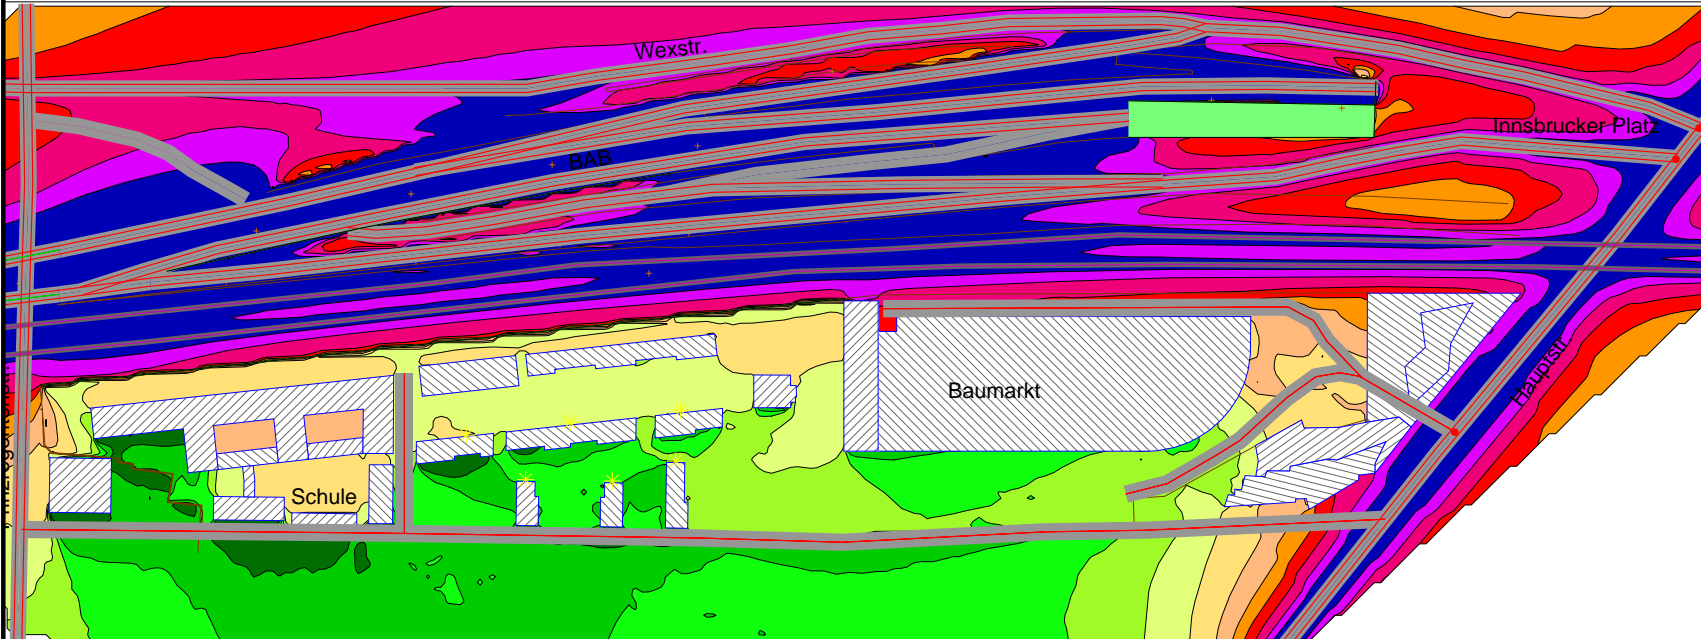 Wexstr.
Innsbrucker Platz
BAB
Hauptstr.
Baumarkt
Schule